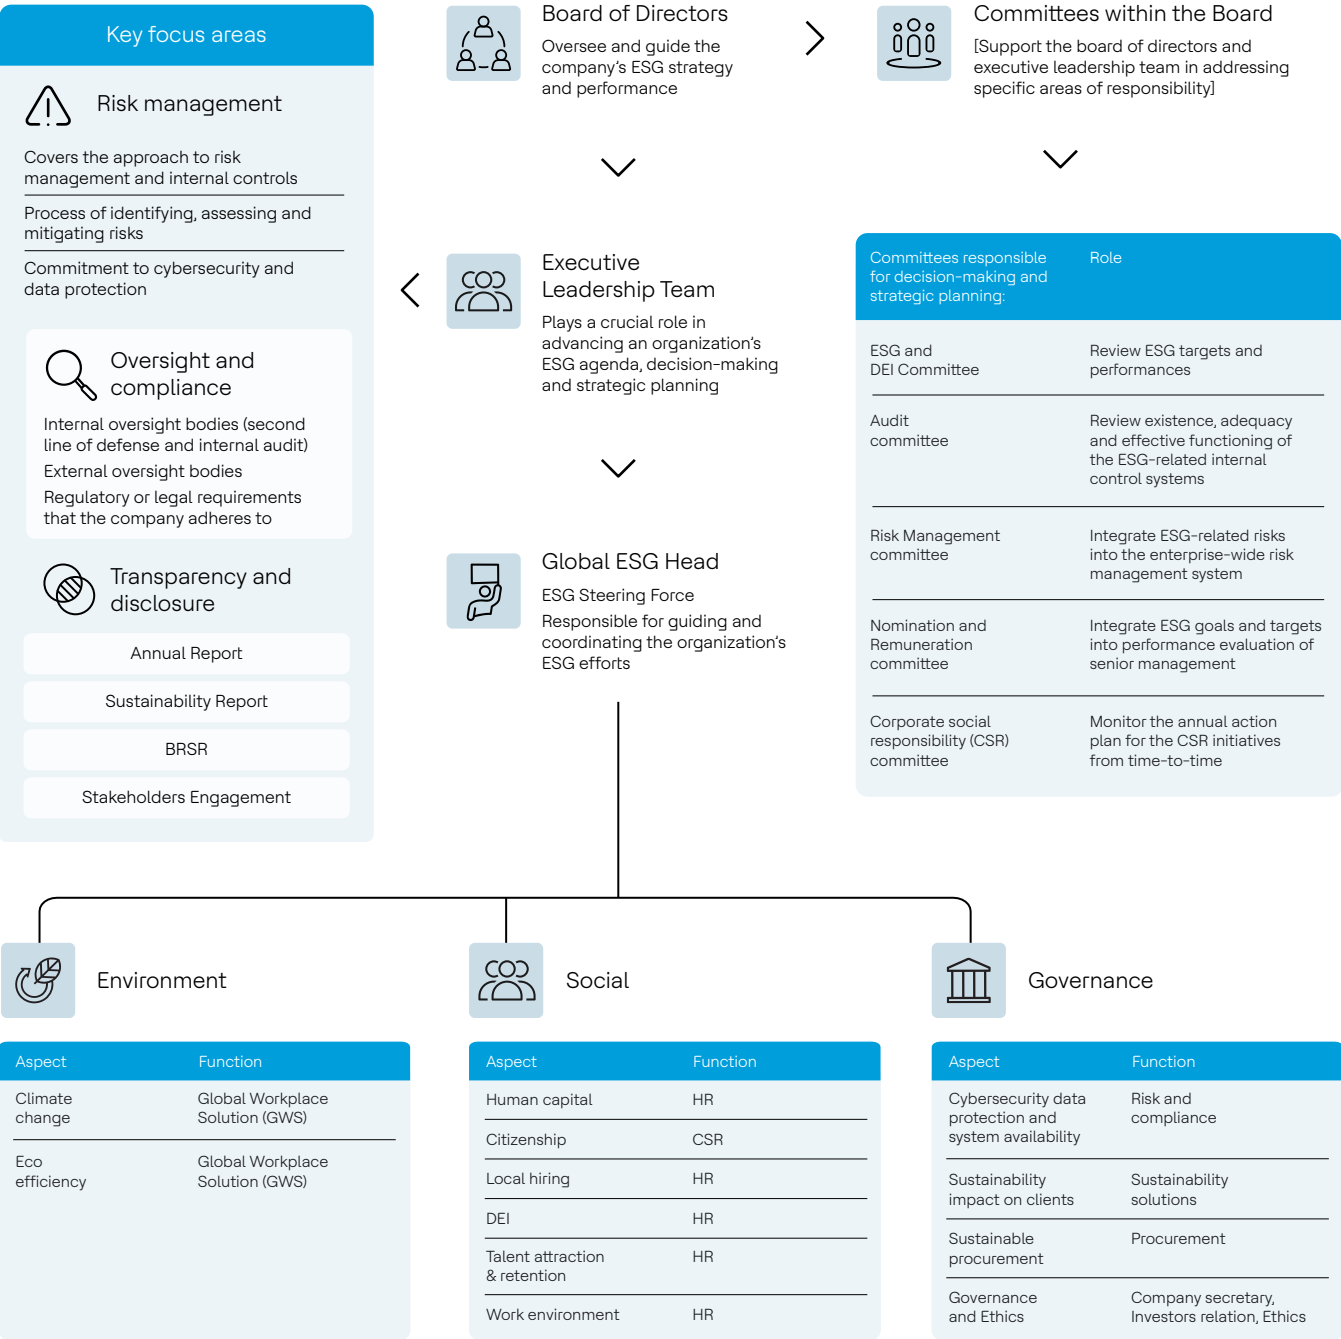 Key focus areas
Risk management
Covers the approach to risk
management and internal controls
Process of identifying, assessing and
mitigating risks
Commitment to cybersecurity and
data protection
Oversight and
compliance
Internal oversight bodies (second
line of defense and internal audit)
External oversight bodies
Regulatory or legal requirements
that the company adheres to
Transparency and
disclosure
Annual Report
Sustainability Report
BRSR
Stakeholders Engagement
Board of Directors
Oversee and guide the
company's ESG strategy
and performance
Executive
Leadership Team
Plays a crucial role in
advancing an organization's
ESG agenda, decision-making
and strategic planning
Global ESG Head
ESG Steering Force
Responsible for guiding and
coordinating the organization's
ESG efforts
Committees within the Board
[Support the board of directors and
executive leadership team in addressing
specific areas of responsibility]
Committees responsible
for decision-making and
strategic planning:
Role
ESG and
DEI Committee
Review ESG targets and
performances
Audit
committee
Review existence, adequacy
and effective functioning of
the ESG-related internal
control systems
Risk Management
committee
Integrate ESG-related risks
into the enterprise-wide risk
management system
Nomination and
Remuneration
committee
Integrate ESG goals and targets
into performance evaluation of
senior management
Corporate social
responsibility (CSR)
committee
Monitor the annual action
plan for the CSR initiatives
from time-to-time
Environment
Aspect Function
Climate
change
Global Workplace
Solution (GWS)
Eco
efficiency
Global Workplace
Solution (GWS)
Social
Aspect Function
Human capital HR
Citizenship CSR
Local hiring HR
DEI HR
Talent attraction
& retention
HR
Work environment HR
Governance
Aspect Function
Cybersecurity data
protection and
system availability
Risk and
compliance
Sustainability
impact on clients
Sustainability
solutions
Sustainable
procurement
Procurement
Governance
and Ethics
Company secretary,
Investors relation, Ethics